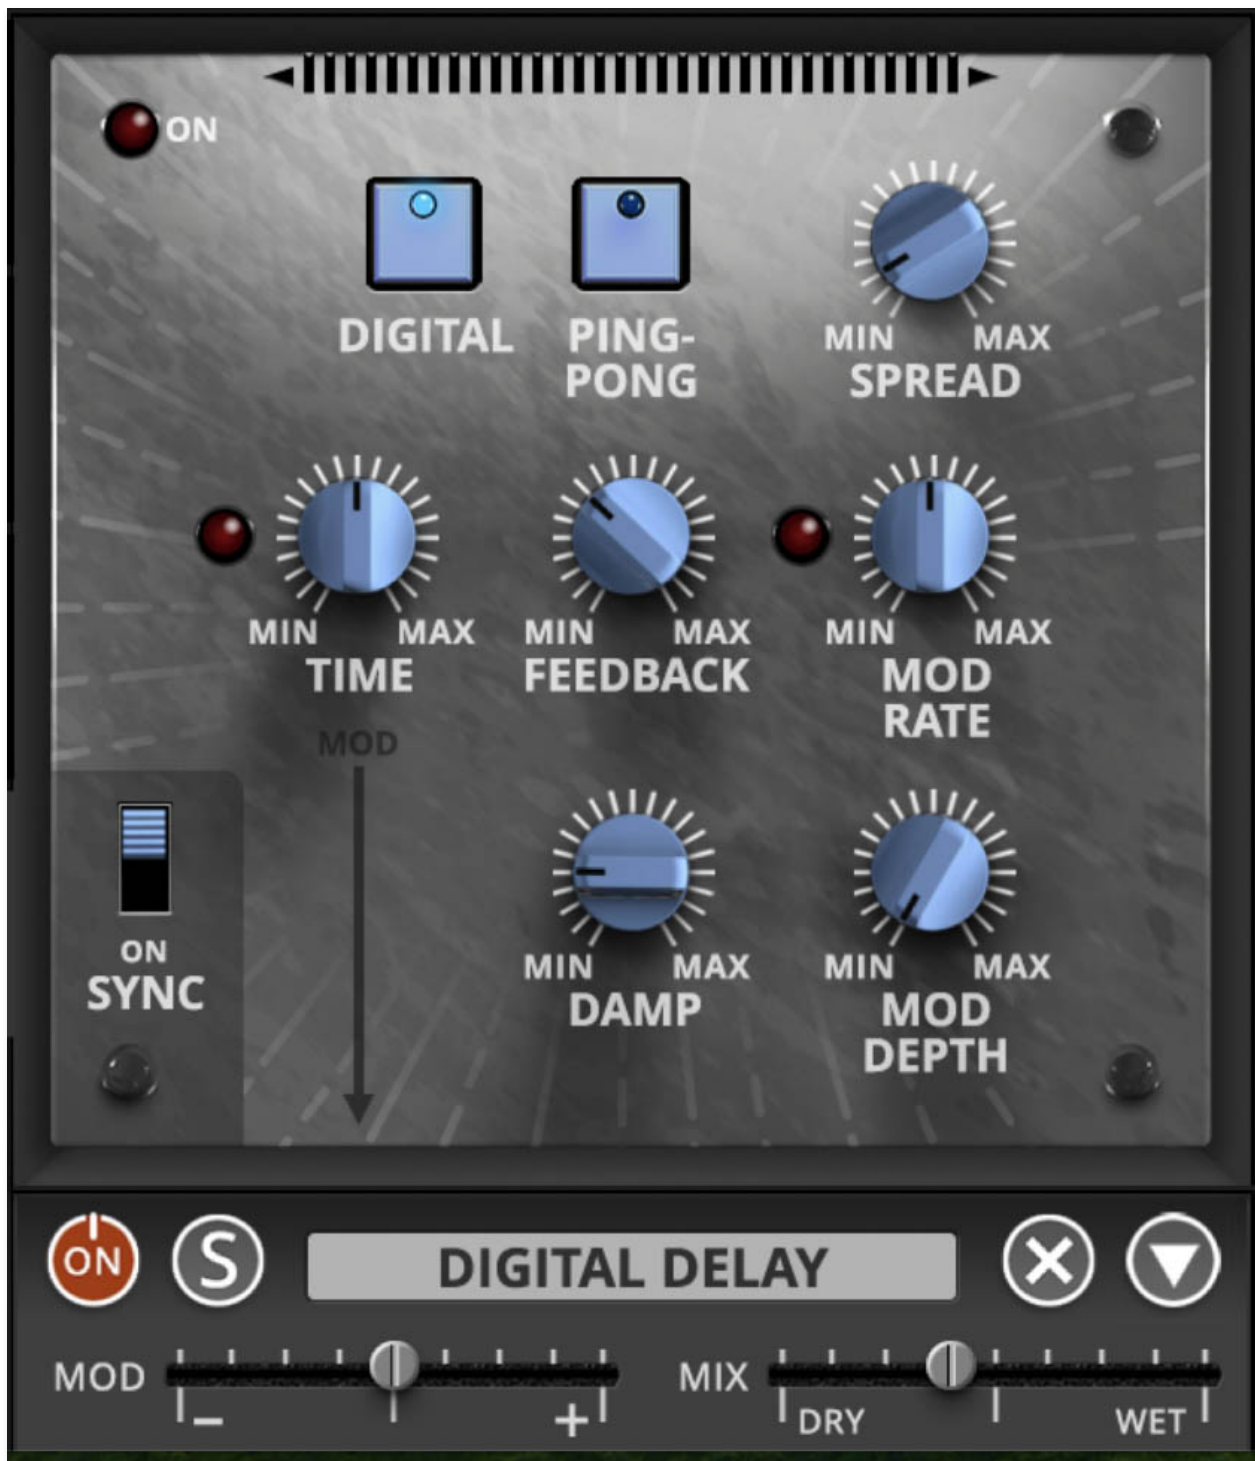 ON
DIGITAL
PING-
PONG
MIN MAX
SPREAD
MIN MAX
TIME
MIN MAX
FEEDBACK
MIN MAX
MOD
RATE
MOD
ON
SYNC
MIN MAX
DAMP
MIN MAX
MOD
DEPTH
ON
S
DIGITAL DELAY
MOD
– +
MIX
DRY WET